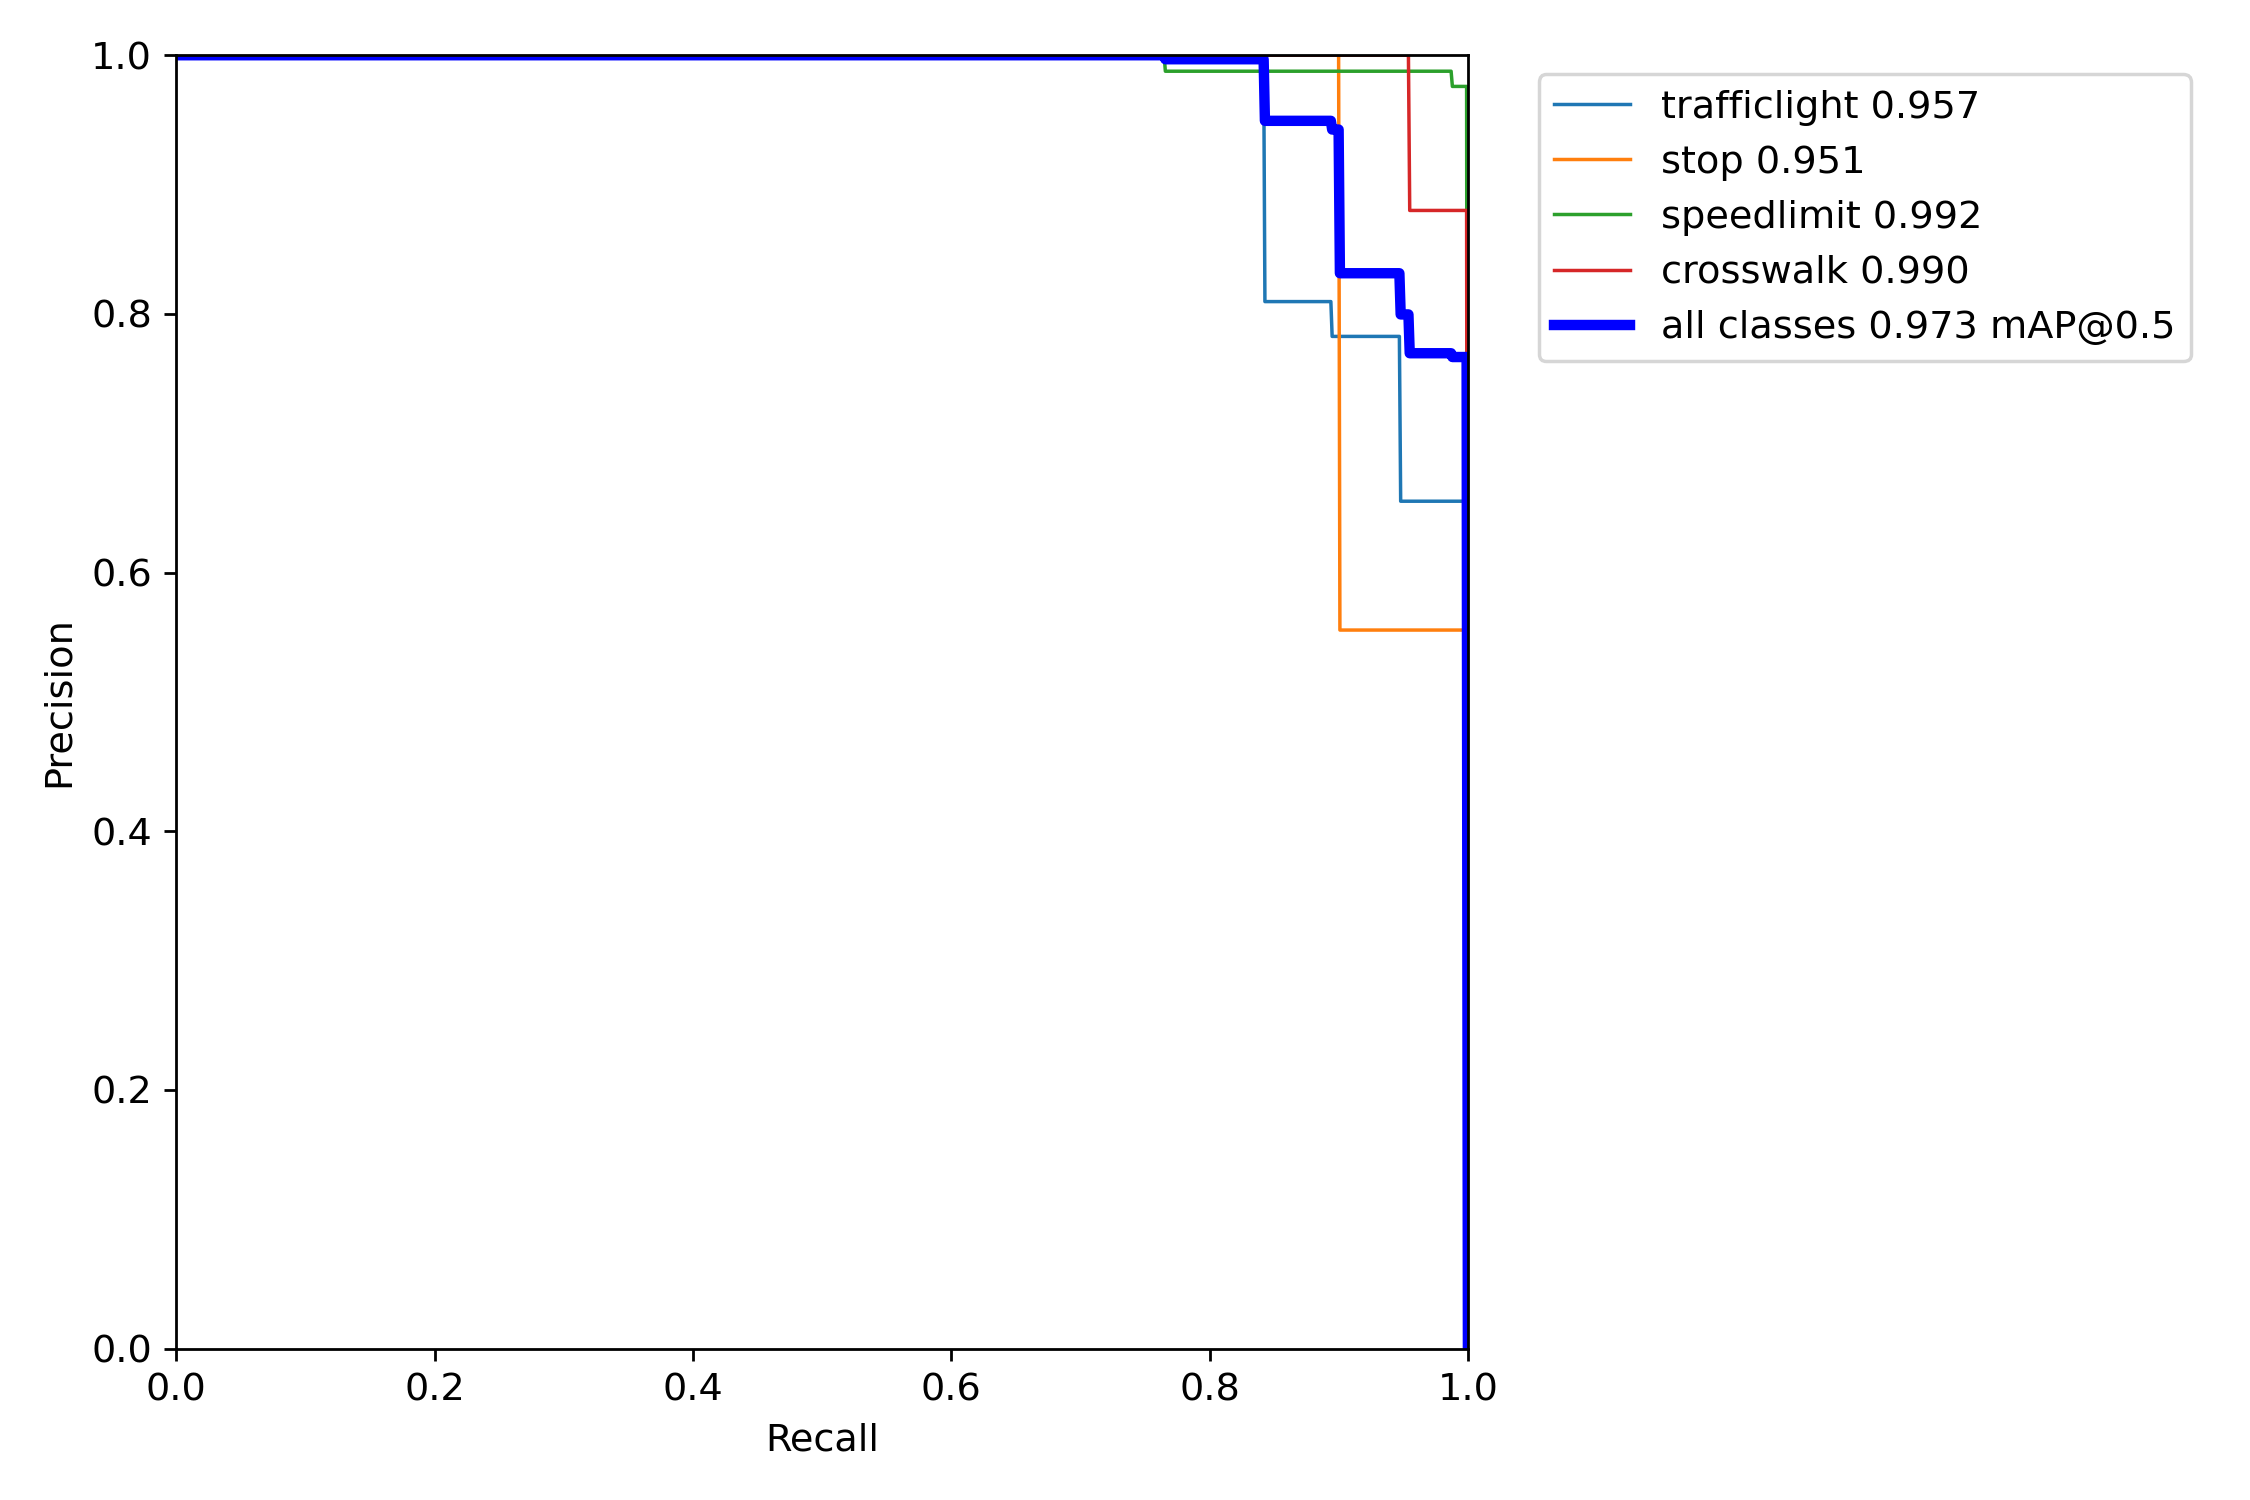 1.0
0.8
0.6
0.4
0.2
0.0
Precision
0.0 0.2 0.4 0.6 0.8 1.0
Recall
trafficlight 0.957
stop 0.951
speedlimit 0.992
crosswalk 0.990
all classes 0.973 mAP@0.5